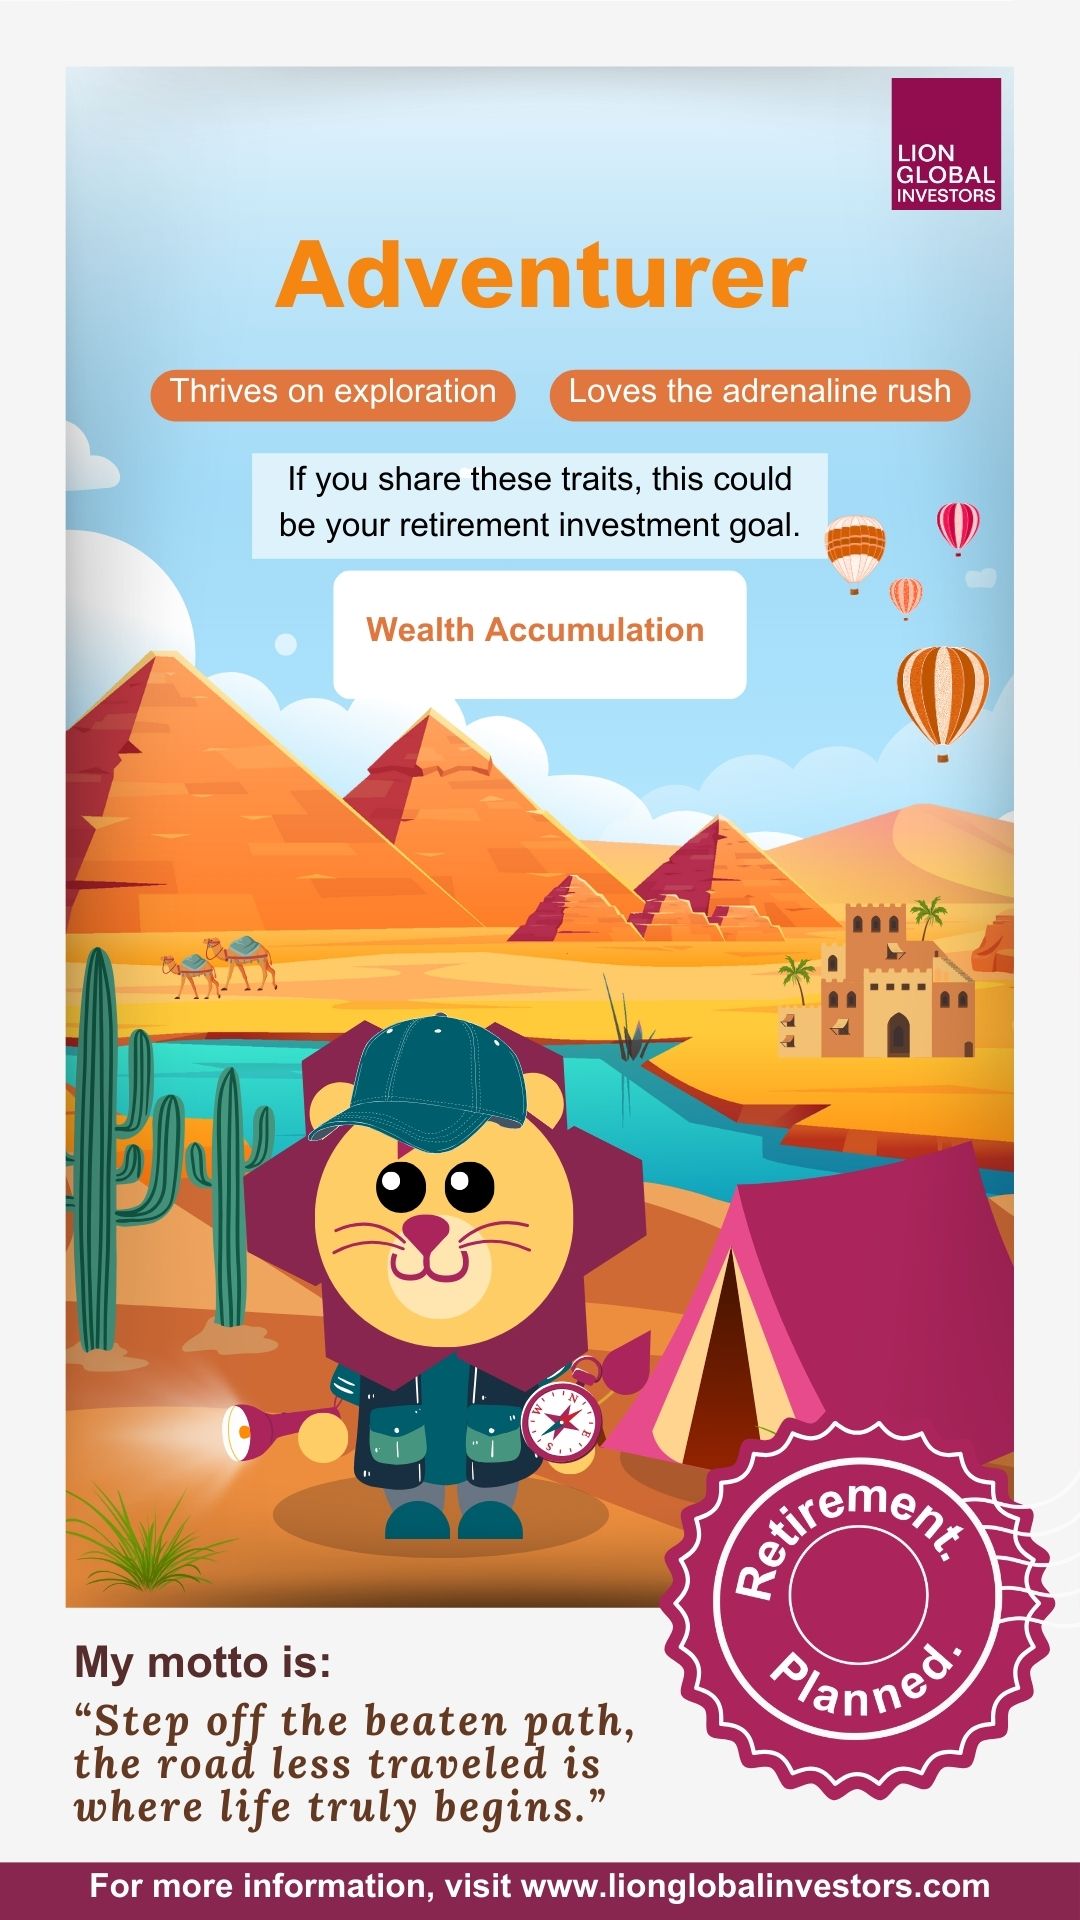 LION
GLOBAL
INVESTORS
Adventurer
Thrives on exploration
Loves the adrenaline rush
If you share these traits, this could
be your retirement investment goal.
Wealth Accumulation
N
E
S
W
Retirement.
Planned.
My motto is:
“Step off the beaten path,
the road less traveled is
where life truly begins.”
For more information, visit www.lionglobalinvestors.com